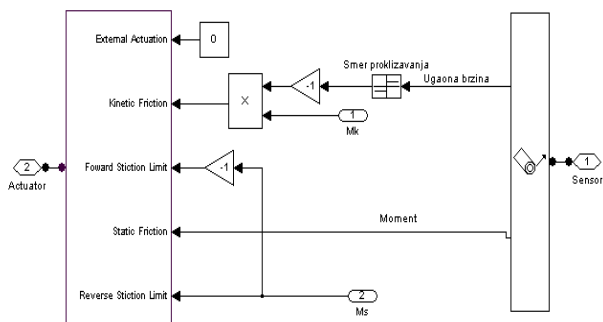 External Actuation
0
Smer proklizavanja
Ugaona brzina
-1
Kinetic Friction
X
1
Mk
2
Actuator
Foward Stiction Limit
-1
1
Sensor
Moment
Static Friction
Reverse Stiction Limit
2
Ms